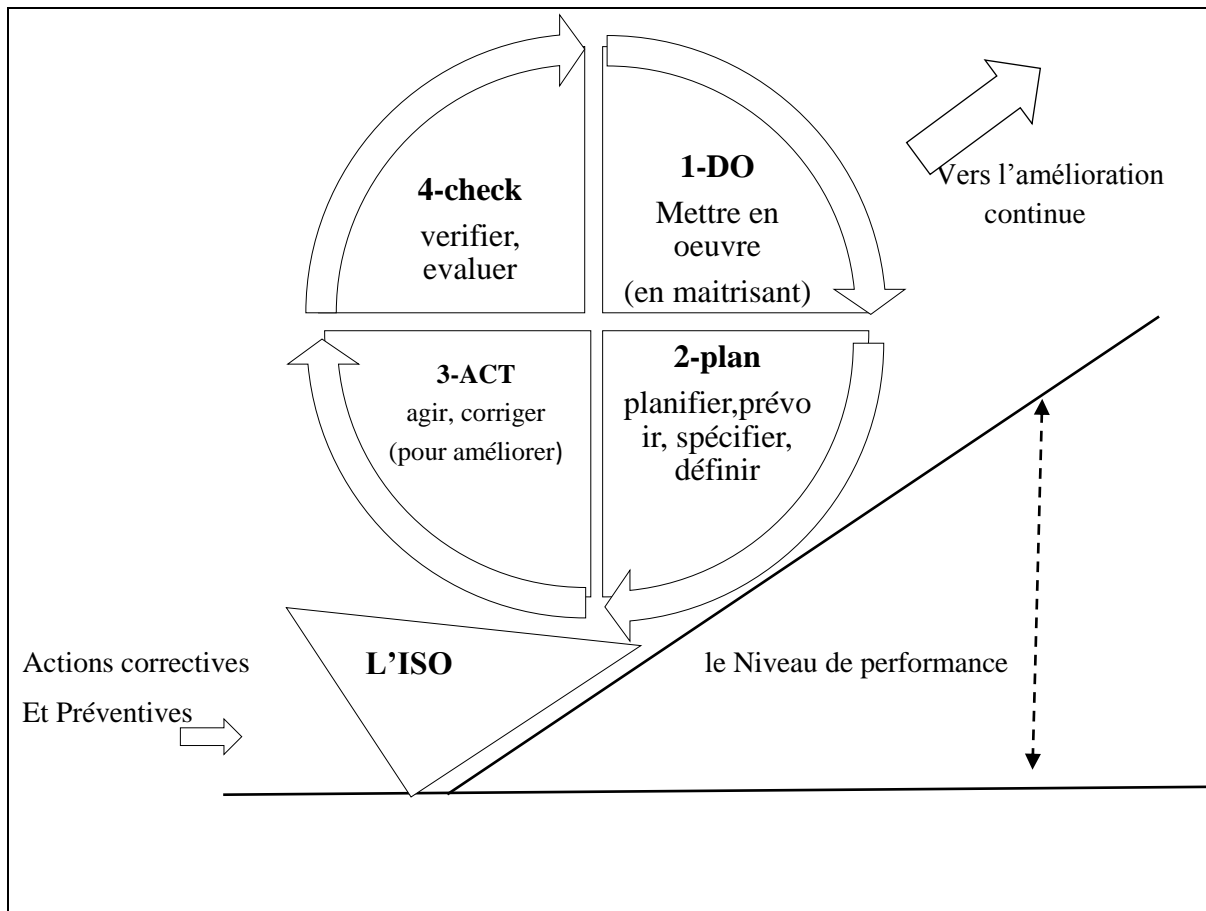 1-DO
Mettre en
oeuvre
(en maitrisant)
2-plan
planifier,prévo
ir, spécifier,
définir
3-ACT
agir, corriger
(pour améliorer)
4-check
verifier,
evaluer
Vers l’amélioration
continue
L’ISO
Actions correctives
Et Préventives
le Niveau de performance